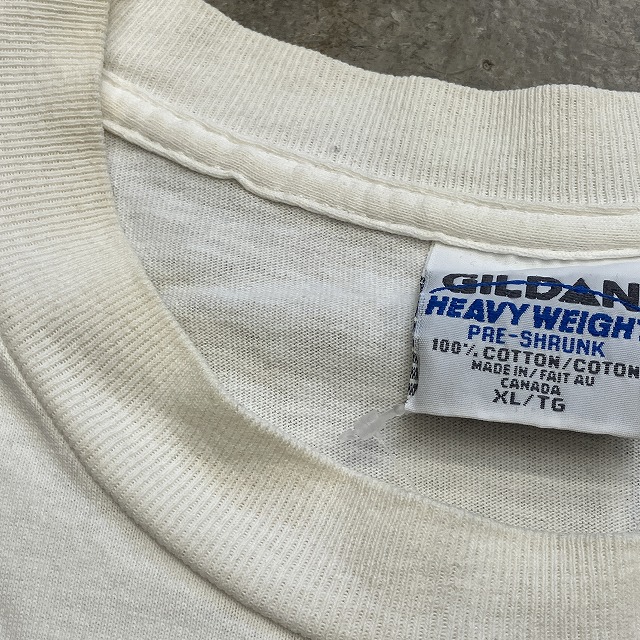 GILDAN
HEAVY WEIGHT
PRE-SHRUNK
100% COTTON/COTON
MADE IN/FAIT AU
CANADA
XL/TG